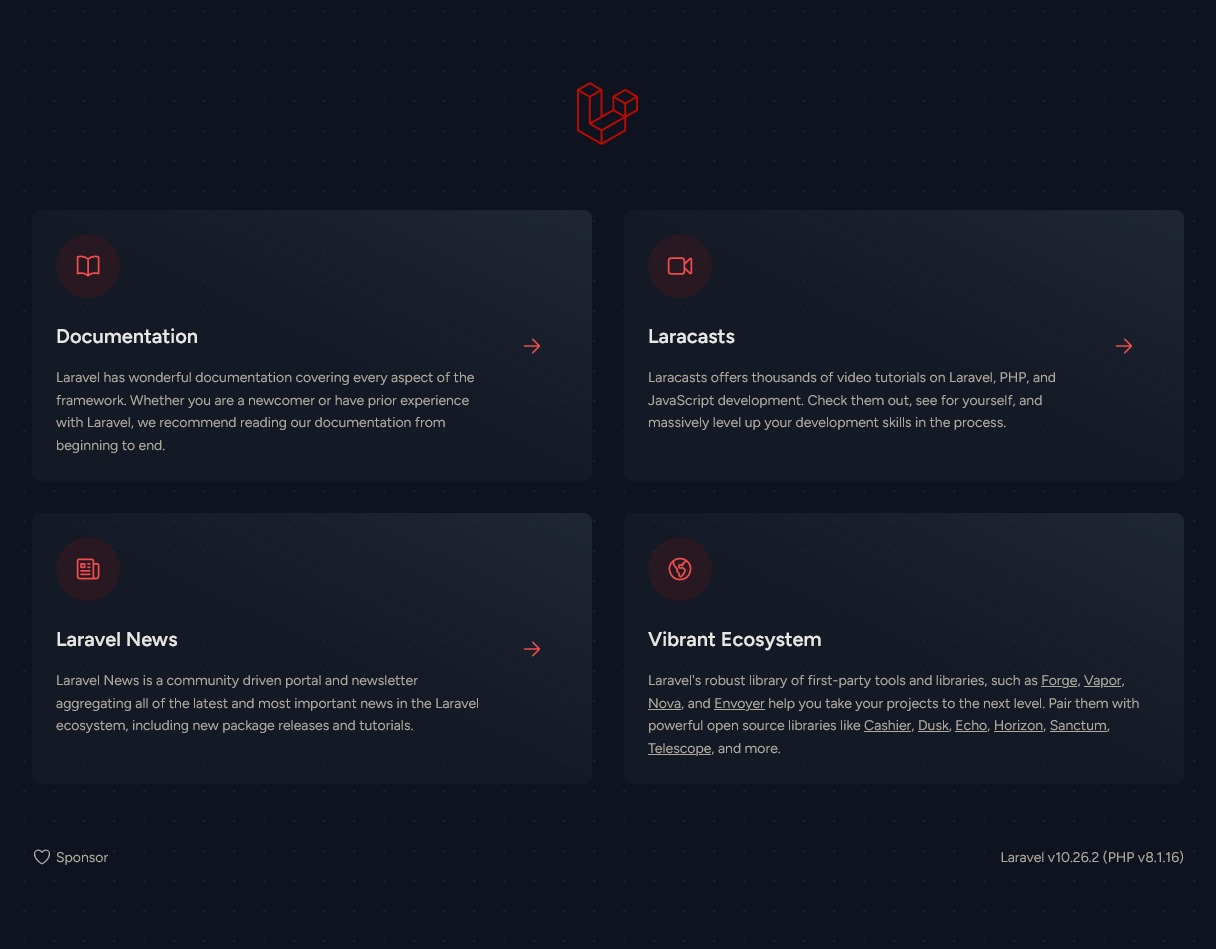 Documentation
Laravel has wonderful documentation covering every aspect of the
framework. Whether you are a newcomer or have prior experience
with Laravel, we recommend reading our documentation from
beginning to end.
Laracasts
Laracasts offers thousands of video tutorials on Laravel, PHP, and
JavaScript development. Check them out, see for yourself, and
massively level up your development skills in the process.
Laravel News
Laravel News is a community driven portal and newsletter
aggregating all of the latest and most important news in the Laravel
ecosystem, including new package releases and tutorials.
Vibrant Ecosystem
Laravel's robust library of first-party tools and libraries, such as Forge, Vapor,
Nova, and Envoyer help you take your projects to the next level. Pair them with
powerful open source libraries like Cashier, Dusk, Echo, Horizon, Sanctum,
Telescope, and more.
Sponsor
Laravel v10.26.2 (PHP v8.1.16)